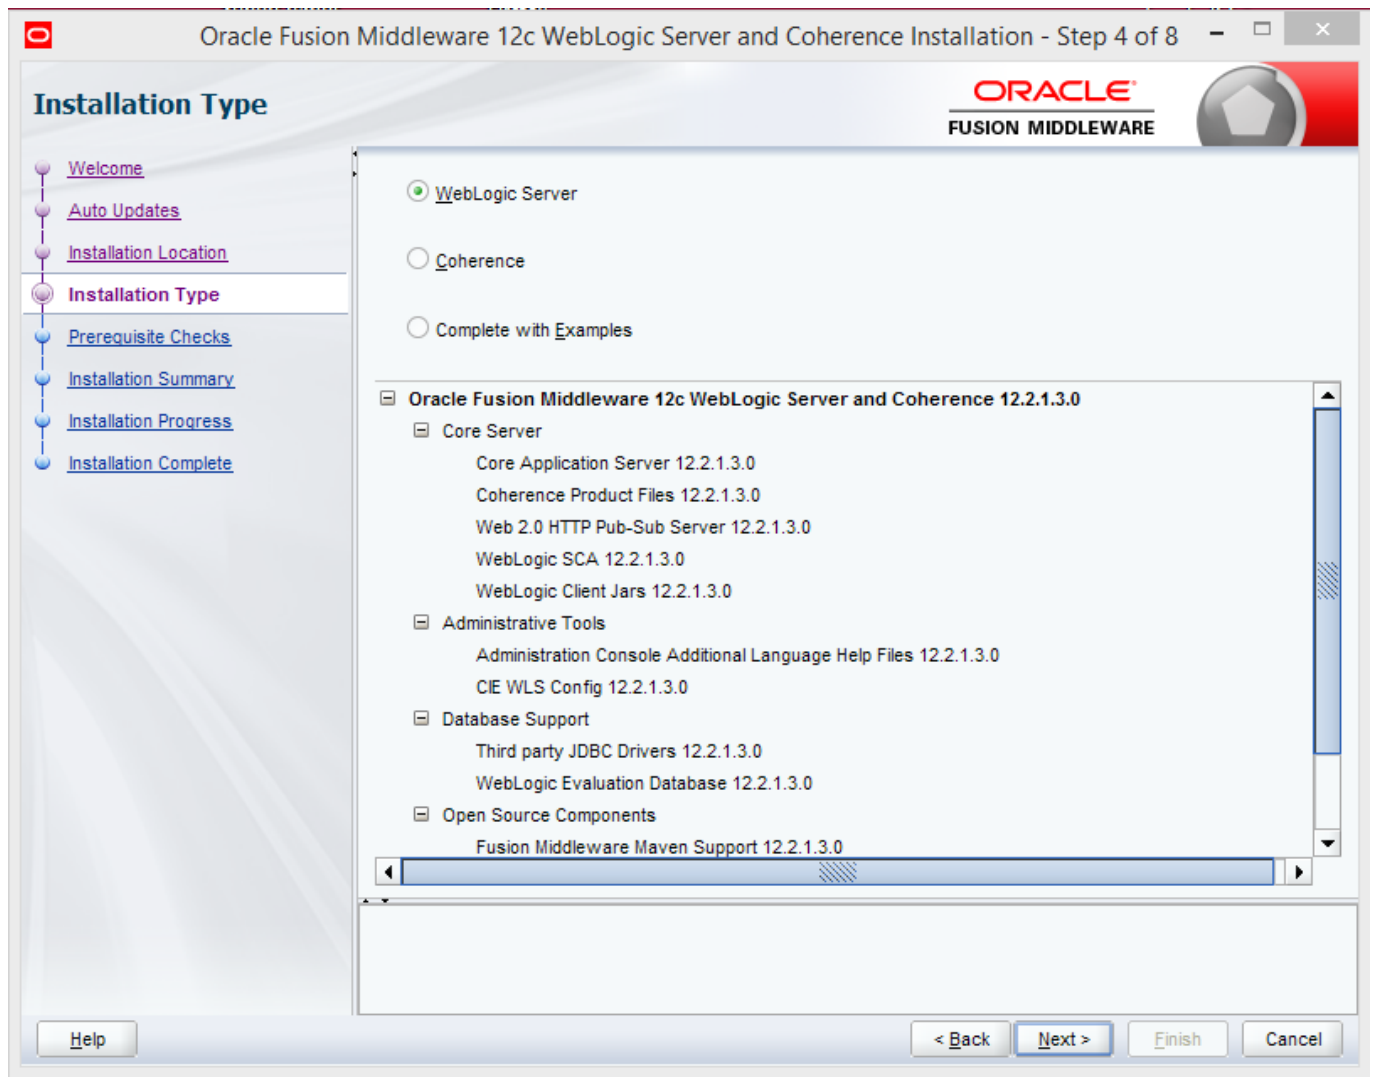 Oracle Fusion Middleware 12c WebLogic Server and Coherence Installation - Step 4 of 8
Installation Type
ORACLE
FUSION MIDDLEWARE
Welcome
Auto Updates
Installation Location
Installation Type
Prerequisite Checks
Installation Summary
Installation Progress
Installation Complete
WebLogic Server
Coherence
Complete with Examples
Oracle Fusion Middleware 12c WebLogic Server and Coherence 12.2.1.3.0
Core Server
Core Application Server 12.2.1.3.0
Coherence Product Files 12.2.1.3.0
Web 2.0 HTTP Pub-Sub Server 12.2.1.3.0
WebLogic SCA 12.2.1.3.0
WebLogic Client Jars 12.2.1.3.0
Administrative Tools
Administration Console Additional Language Help Files 12.2.1.3.0
CIE WLS Config 12.2.1.3.0
Database Support
Third party JDBC Drivers 12.2.1.3.0
WebLogic Evaluation Database 12.2.1.3.0
Open Source Components
Fusion Middleware Maven Support 12.2.1.3.0
Help
< Back
Next >
Finish
Cancel